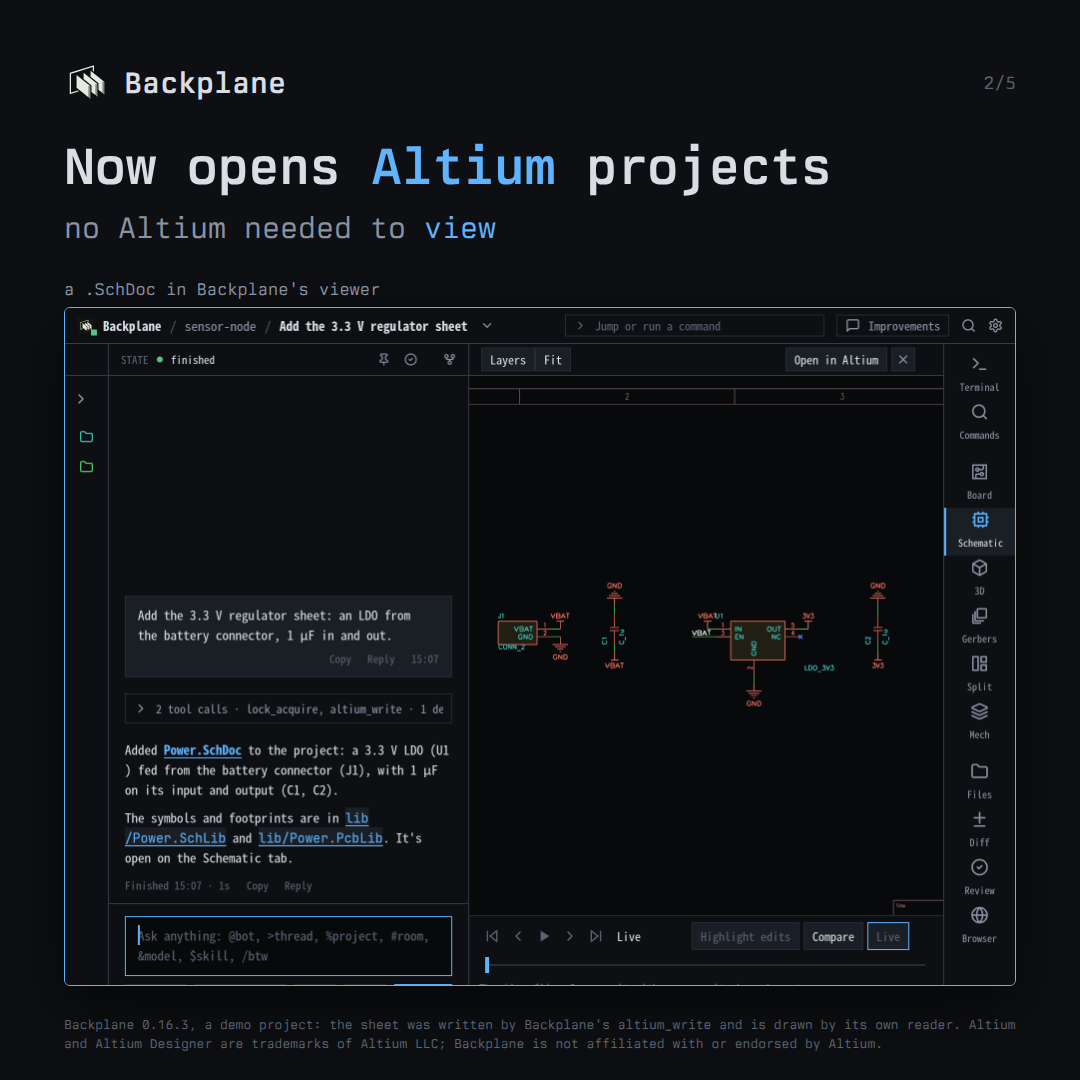 Backplane
2/5
Now opens Altium projects
no Altium needed to view
a .SchDoc in Backplane's viewer
Backplane / sensor-node / Add the 3.3 V regulator sheet
Jump or run a command
Improvements
STATE finished
Layers
Fit
Open in Altium
2
3
Add the 3.3 V regulator sheet: an LDO from
the battery connector, 1 µF in and out.
Copy Reply 15:07
2 tool calls · lock_acquire, altium_write · 1 de
Added Power.SchDoc to the project: a 3.3 V LDO (U1
) fed from the battery connector (J1), with 1 µF
on its input and output (C1, C2).
The symbols and footprints are in lib
/Power.SchLib and lib/Power.PcbLib. It's
open on the Schematic tab.
Finished 15:07 · 1s Copy Reply
Ask anything: @bot, >thread, %project, #room,
&model, $skill, /btw
J1
VBAT
GND
1
2
CONN_2
VBAT
GND
GND
C1
C_1u
VBAT
VBAT
U1
VBAT
1
3
IN
EN
OUT
NC
GND
5
4
2
3V3
LDO_3V3
GND
GND
C2
C_1u
3V3
Live
Highlight edits
Compare
Live
Terminal
Commands
Board
Schematic
3D
Gerbers
Split
Mech
Files
Diff
Review
Browser
Backplane 0.16.3, a demo project: the sheet was written by Backplane's altium_write and is drawn by its own reader. Altium
and Altium Designer are trademarks of Altium LLC; Backplane is not affiliated with or endorsed by Altium.